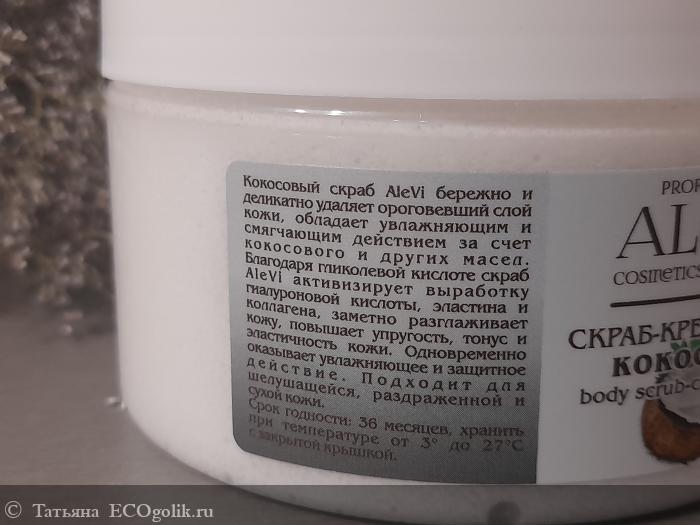 Кокосовый скраб AleVi бережно и
деликатно удаляет ороговевший слой
кожи, обладает увлажняющим и
смягчающим действием за счет
кокосового и других масел.
Благодаря гликолевой кислоте скраб
AleVi активизирует выработку
гиалуроновой кислоты, эластина и
коллагена, заметно разглаживает
кожу, повышает упругость, тонус и
эластичность кожи. Одновременно
оказывает увлажняющее и защитное
действие. Подходит для
шелушащейся, раздраженной и
сухой кожи.
Срок годности: 36 месяцев, хранить
при температуре от 3° до 27°С
с закрытой крышкой.
PROF
AL
COSMETICS
СКРАБ-КРЕ
КОКО
body scrub-c
© Татьяна ECOgolik.ru